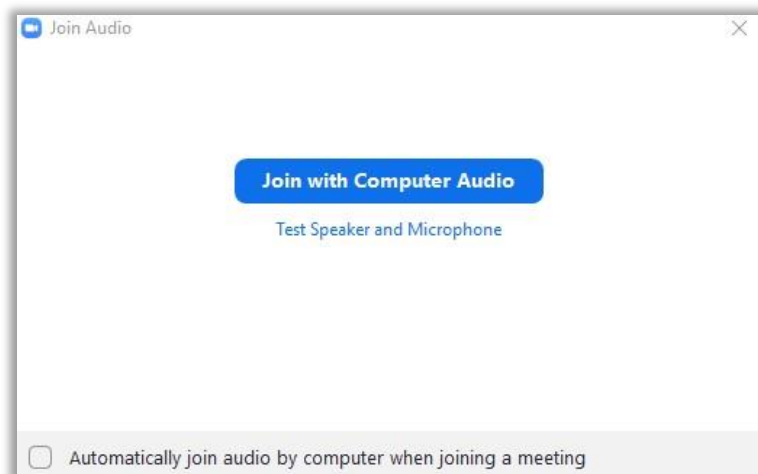 Join Audio
Join with Computer Audio
Test Speaker and Microphone
Automatically join audio by computer when joining a meeting